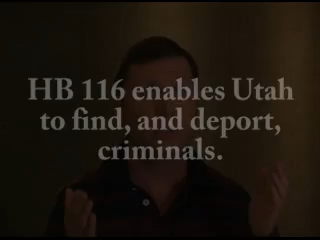 HB 116 enables Utah
to find, and deport,
criminals.